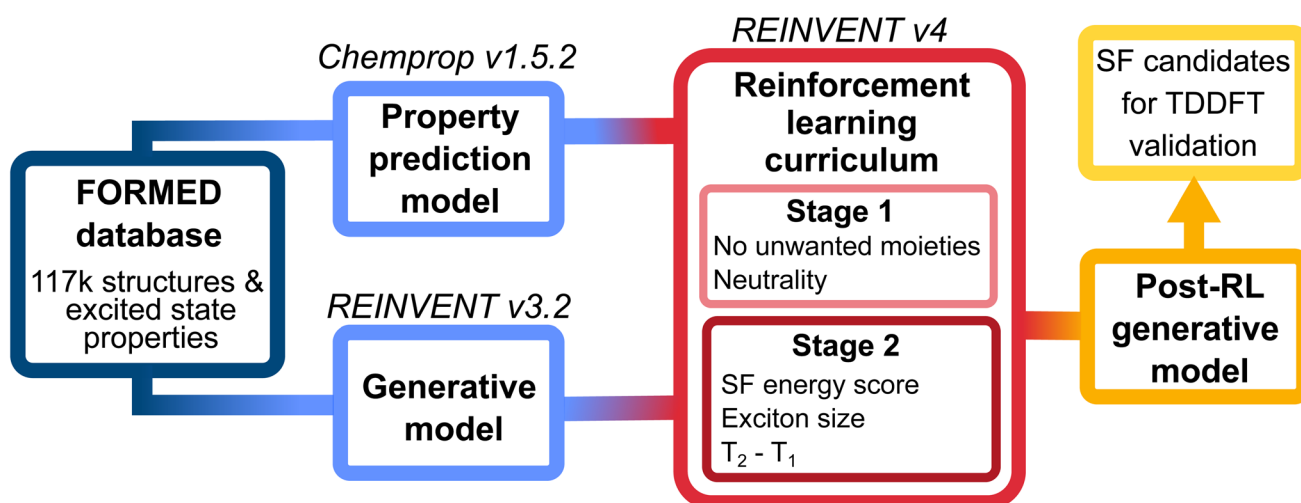 FORMED
database
117k structures &
excited state
properties
Chemprop v1.5.2
Property
prediction
model
REINVENT v3.2
Generative
model
REINVENT v4
Reinforcement
learning
curriculum
Stage 1
No unwanted moieties
Neutrality
Stage 2
SF energy score
Exciton size
T₂ - T₁
SF candidates
for TDDFT
validation
Post-RL
generative
model